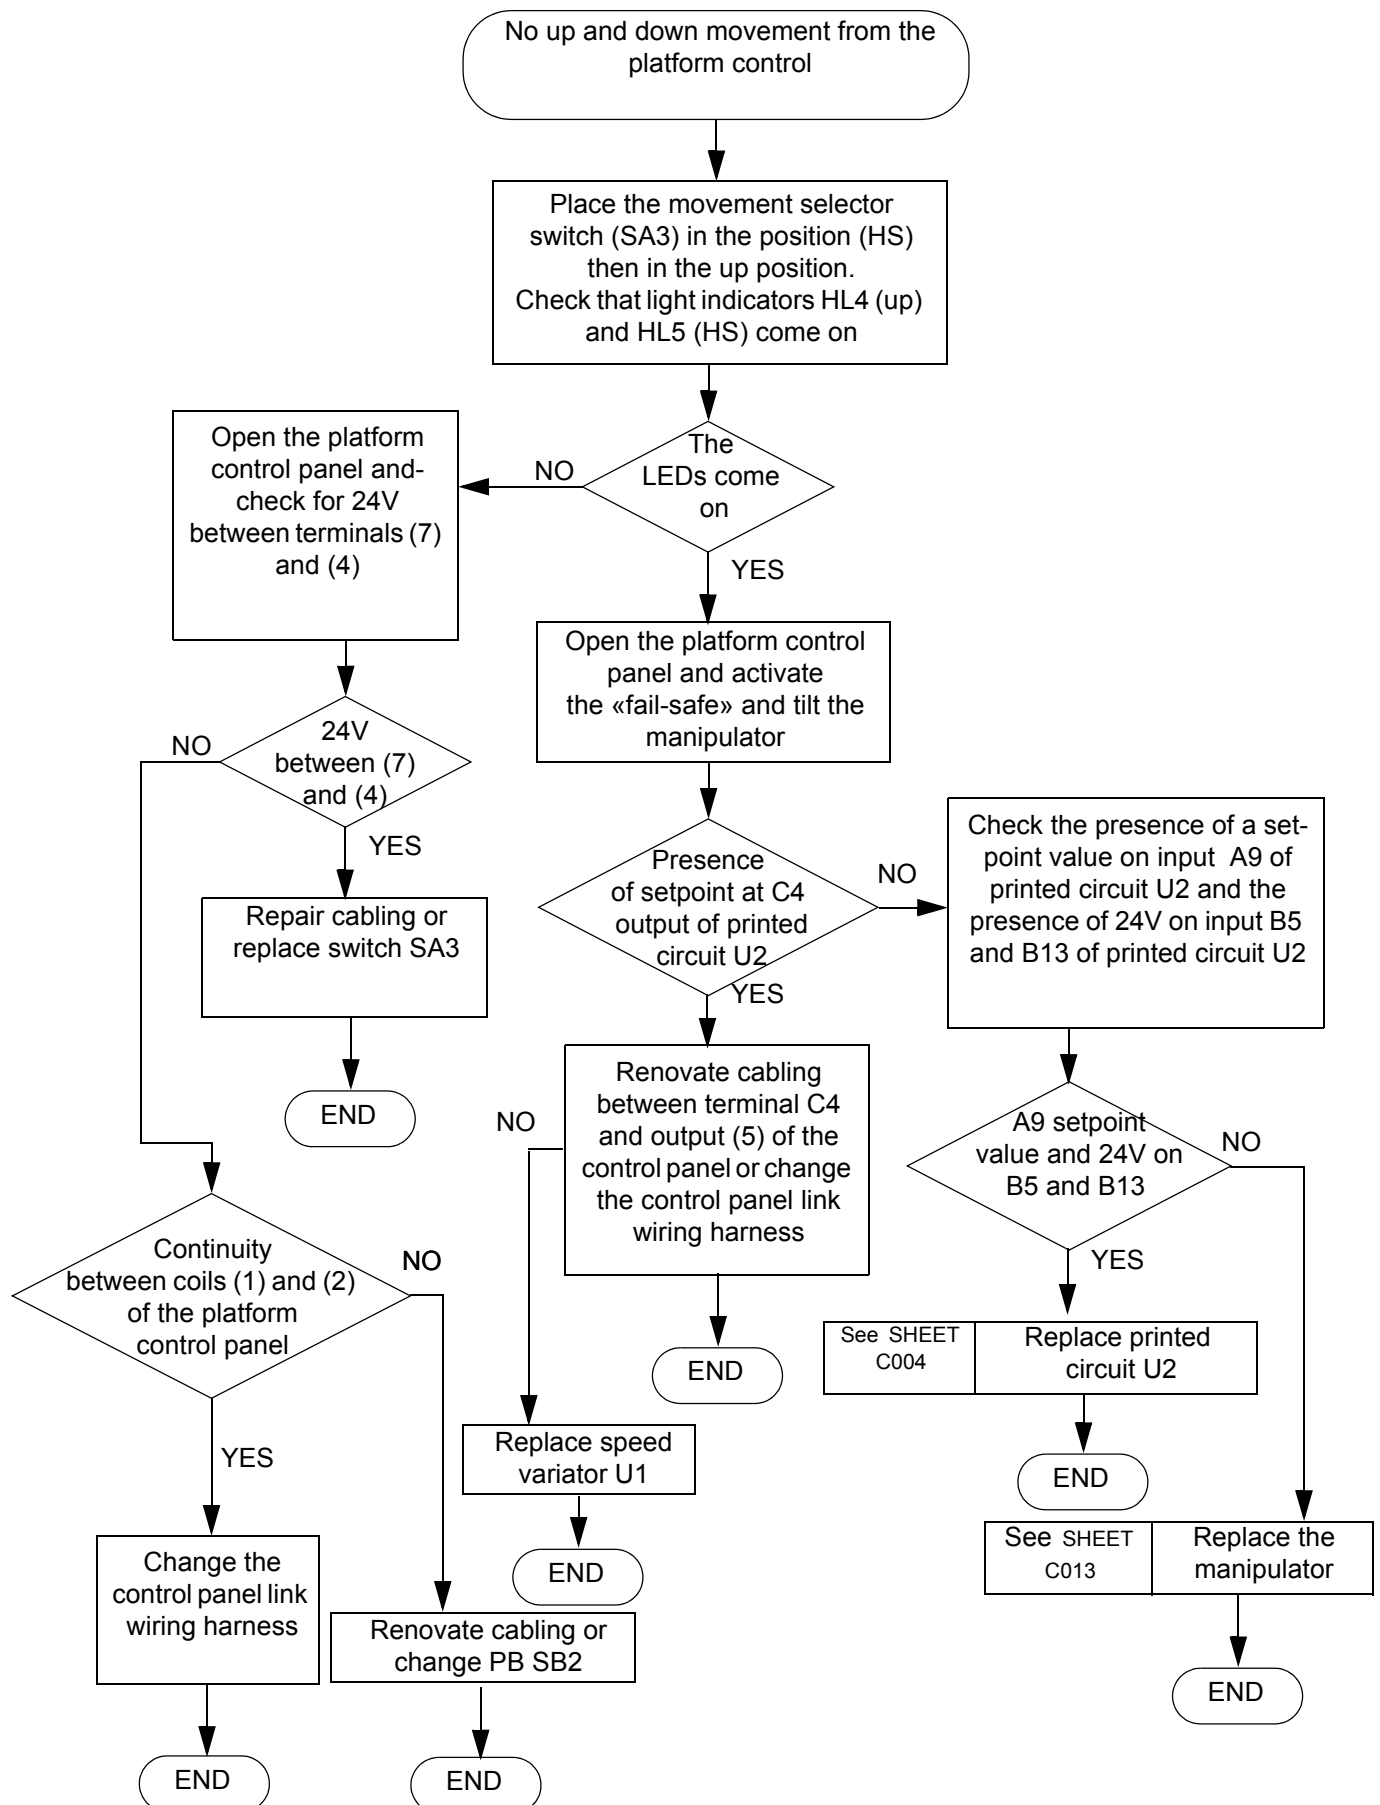 No up and down movement from the
platform control
Place the movement selector
switch (SA3) in the position (HS)
then in the up position.
Check that light indicators HL4 (up)
and HL5 (HS) come on
The
LEDs come
on
NO
YES
Open the platform
control panel and-
check for 24V
between terminals (7)
and (4)
Open the platform control
panel and activate
the «fail-safe» and tilt the
manipulator
24V
between (7)
and (4)
NO
YES
Repair cabling or
replace switch SA3
END
Presence
of setpoint at C4
output of printed
circuit U2
NO
YES
Check the presence of a set-
point value on input A9 of
printed circuit U2 and the
presence of 24V on input B5
and B13 of printed circuit U2
Renovate cabling
between terminal C4
and output (5) of the
control panel or change
the control panel link
wiring harness
NO
END
A9 setpoint
value and 24V on
B5 and B13
NO
YES
Continuity
between coils (1) and (2)
of the platform
control panel
NO
YES
See SHEET
C004
Replace printed
circuit U2
END
Replace speed
variator U1
END
See SHEET
C013
Replace the
manipulator
END
Change the
control panel link
wiring harness
END
Renovate cabling or
change PB SB2
END